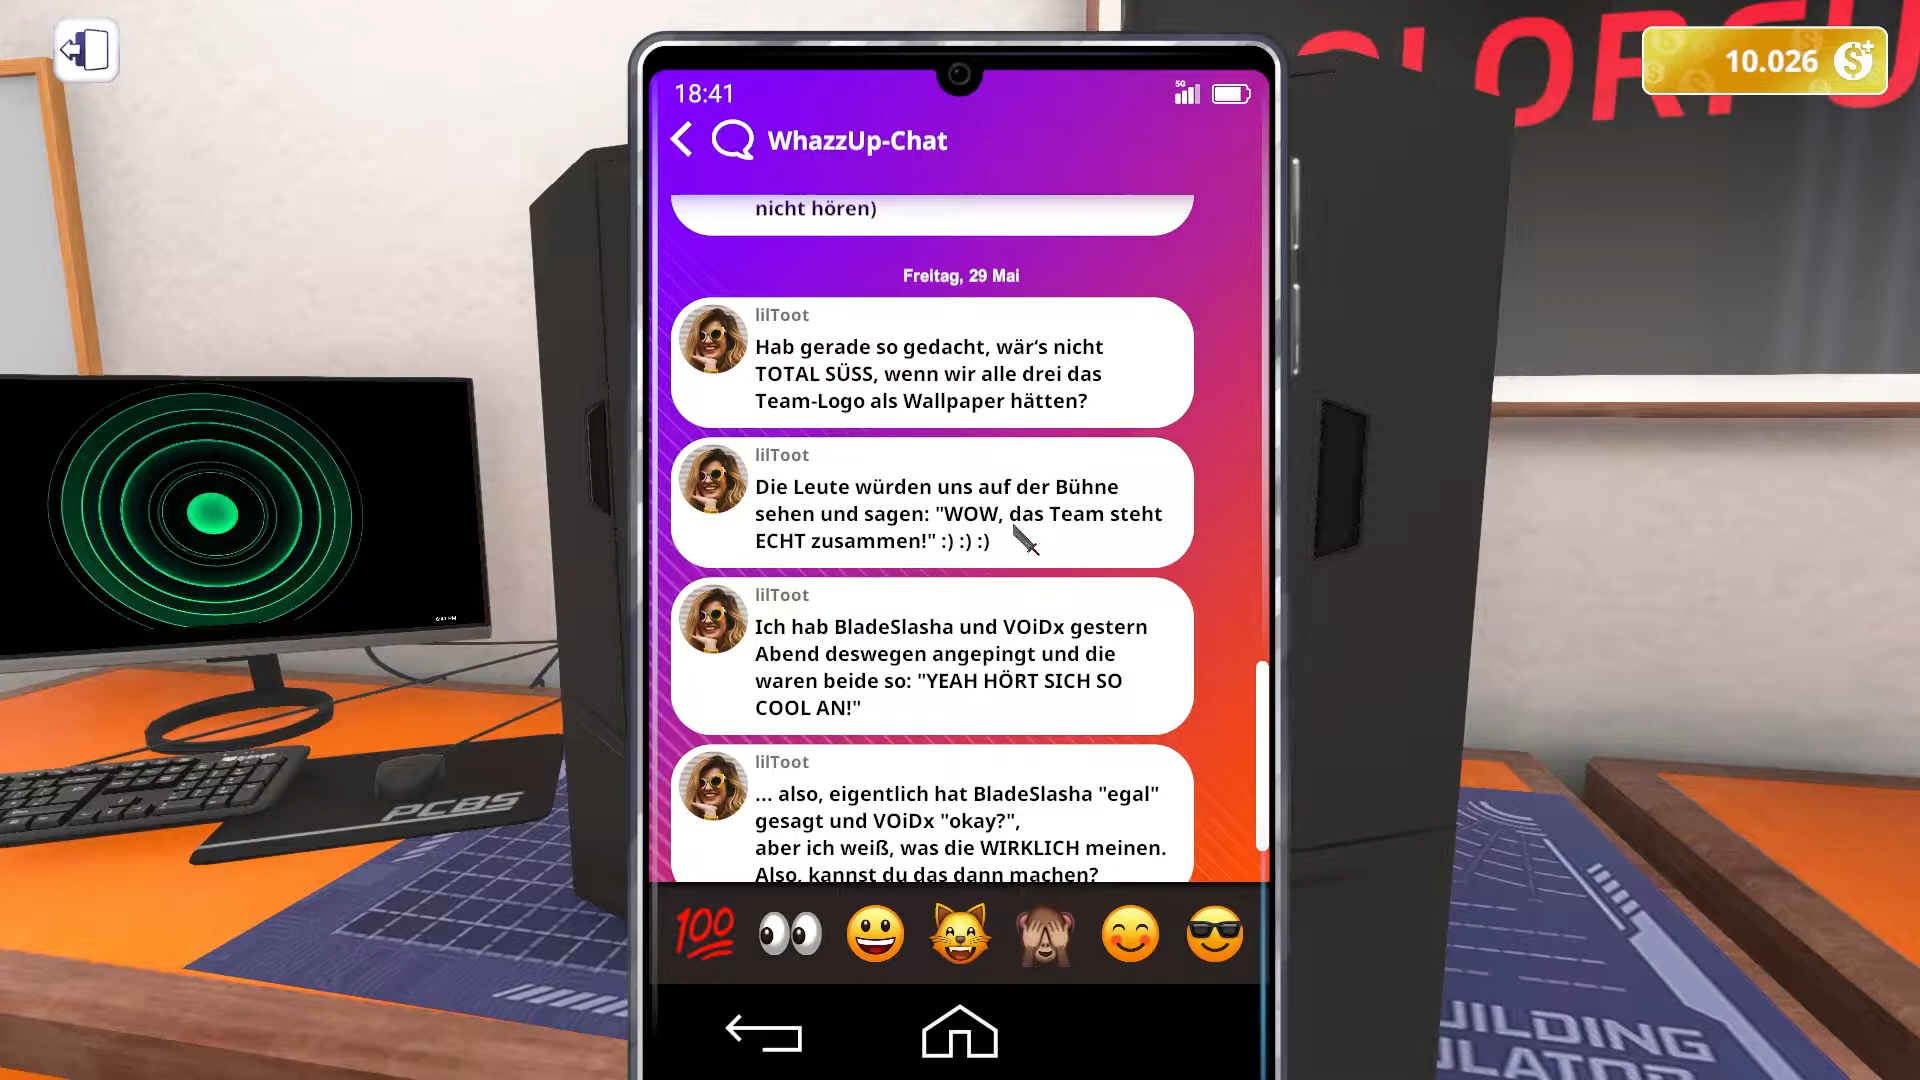 10.026
18:41
5G
WhazzUp-Chat
nicht hören)
Freitag, 29 Mai
lilToot
Hab gerade so gedacht, wär's nicht
TOTAL SÜSS, wenn wir alle drei das
Team-Logo als Wallpaper hätten?
lilToot
Die Leute würden uns auf der Bühne
sehen und sagen: "WOW, das Team steht
ECHT zusammen!" :) :) :)
lilToot
Ich hab BladeSlasha und VOiDx gestern
Abend deswegen angepingt und die
waren beide so: "YEAH HÖRT SICH SO
COOL AN!"
lilToot
... also, eigentlich hat BladeSlasha "egal"
gesagt und VOiDx "okay?",
aber ich weiß, was die WIRKLICH meinen.
Also, kannst du das dann machen?
6:41 PM
PCBS